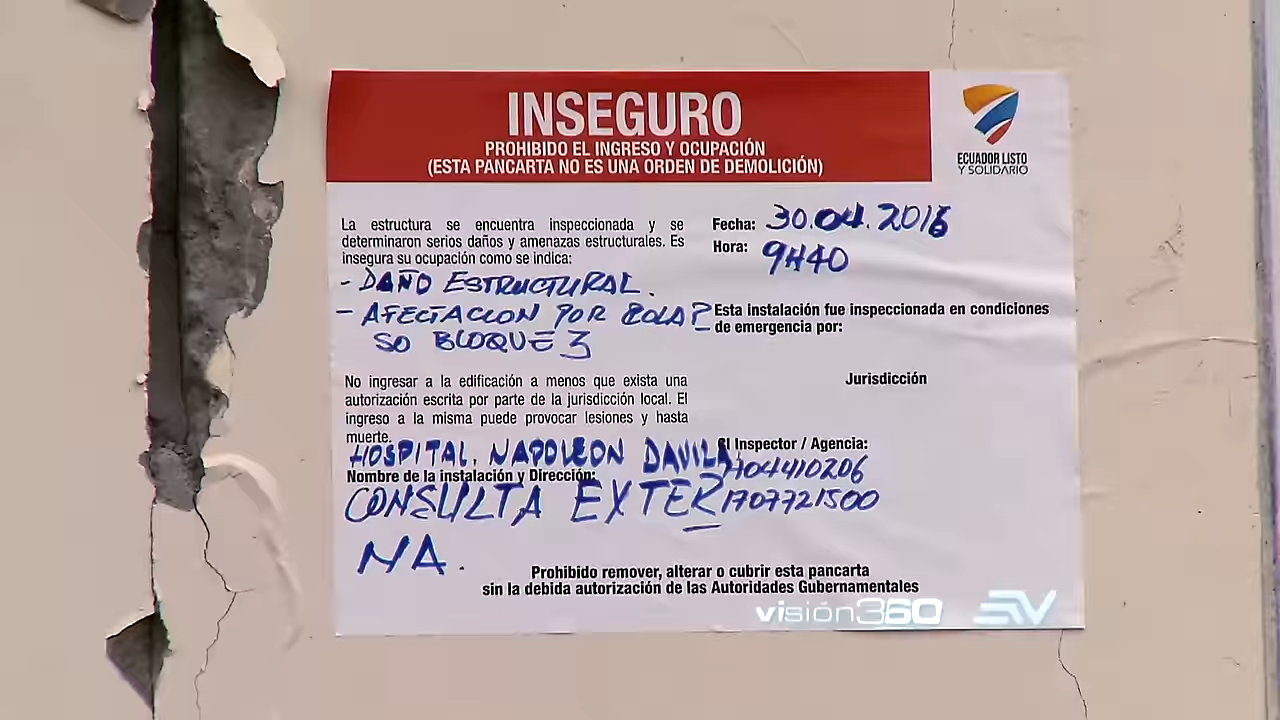 INSEGURO
PROHIBIDO EL INGRESO Y OCUPACIÓN
(ESTA PANCARTA NO ES UNA ORDEN DE DEMOLICIÓN)
ECUADOR LISTO
Y SOLIDARIO
La estructura se encuentra inspeccionada y se
determinaron serios daños y amenazas estructurales. Es
insegura su ocupación como se indica:
- DAÑO ESTRUCTURAL.
- AFECTACION POR COLAP
SO BLOQUE 3
No ingresar a la edificación a menos que exista una
autorización escrita por parte de la jurisdicción local. El
ingreso a la misma puede provocar lesiones y hasta
muerte.
HOSPITAL. NAPOLEON DAVILA
Nombre de la instalación y Dirección:
CONSULTA EXTER
NA.
Fecha: 30.04.2016
Hora: 9H40
Esta instalación fue inspeccionada en condiciones
de emergencia por:
Jurisdicción
El Inspector / Agencia:
1104410206
1707721500
Prohibido remover, alterar o cubrir esta pancarta
sin la debida autorización de las Autoridades Gubernamentales
visión360